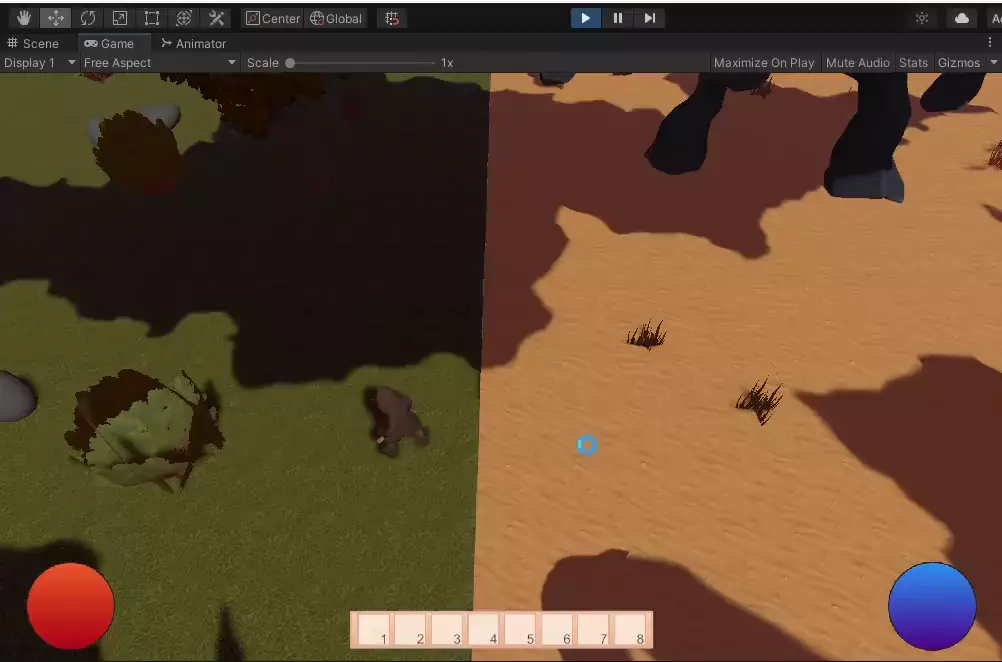 Center Global Ac
Scene Game Animator
Display 1 Free Aspect Scale 1x Maximize On Play Mute Audio Stats Gizmos
1 2 3 4 5 6 7 8